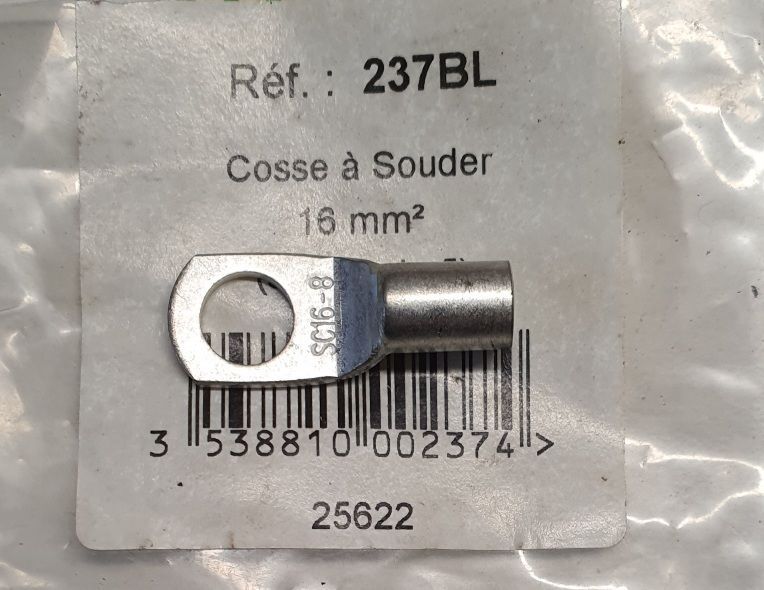 Réf. : 237BL
Cosse à Souder
16 mm²
SC16-8
3 538810 002374 >
25622